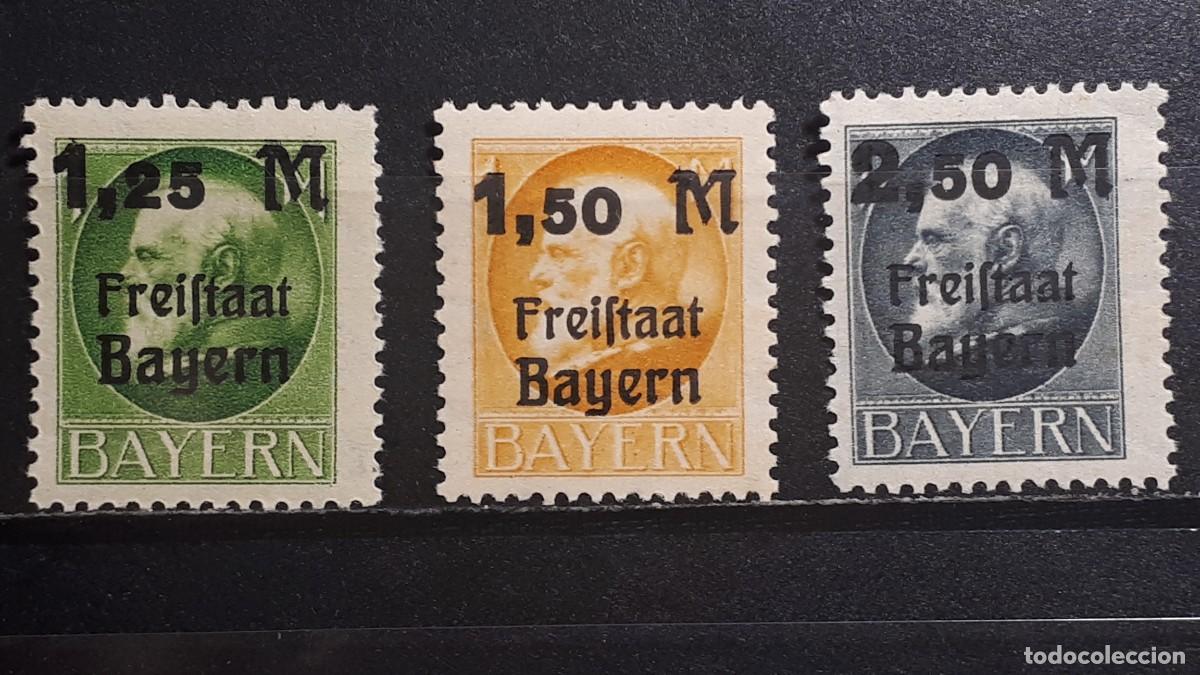 1,25 M
Freiſtaat
Bayern
BAYERN
1,50 M
Freiſtaat
Bayern
BAYERN
2,50 M
Freiſtaat
Bayern
BAYERN
todocoleccion